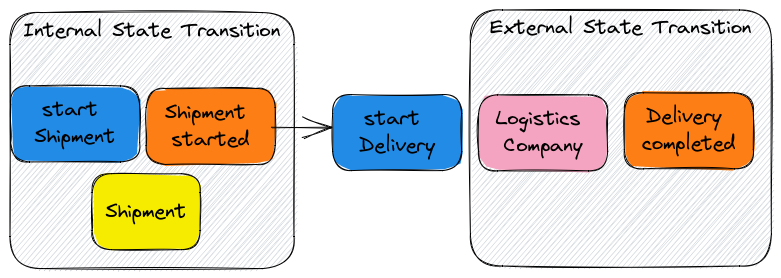 Internal State Transition
start
Shipment
Shipment
started
Shipment
start
Delivery
External State Transition
Logistics
Company
Delivery
completed